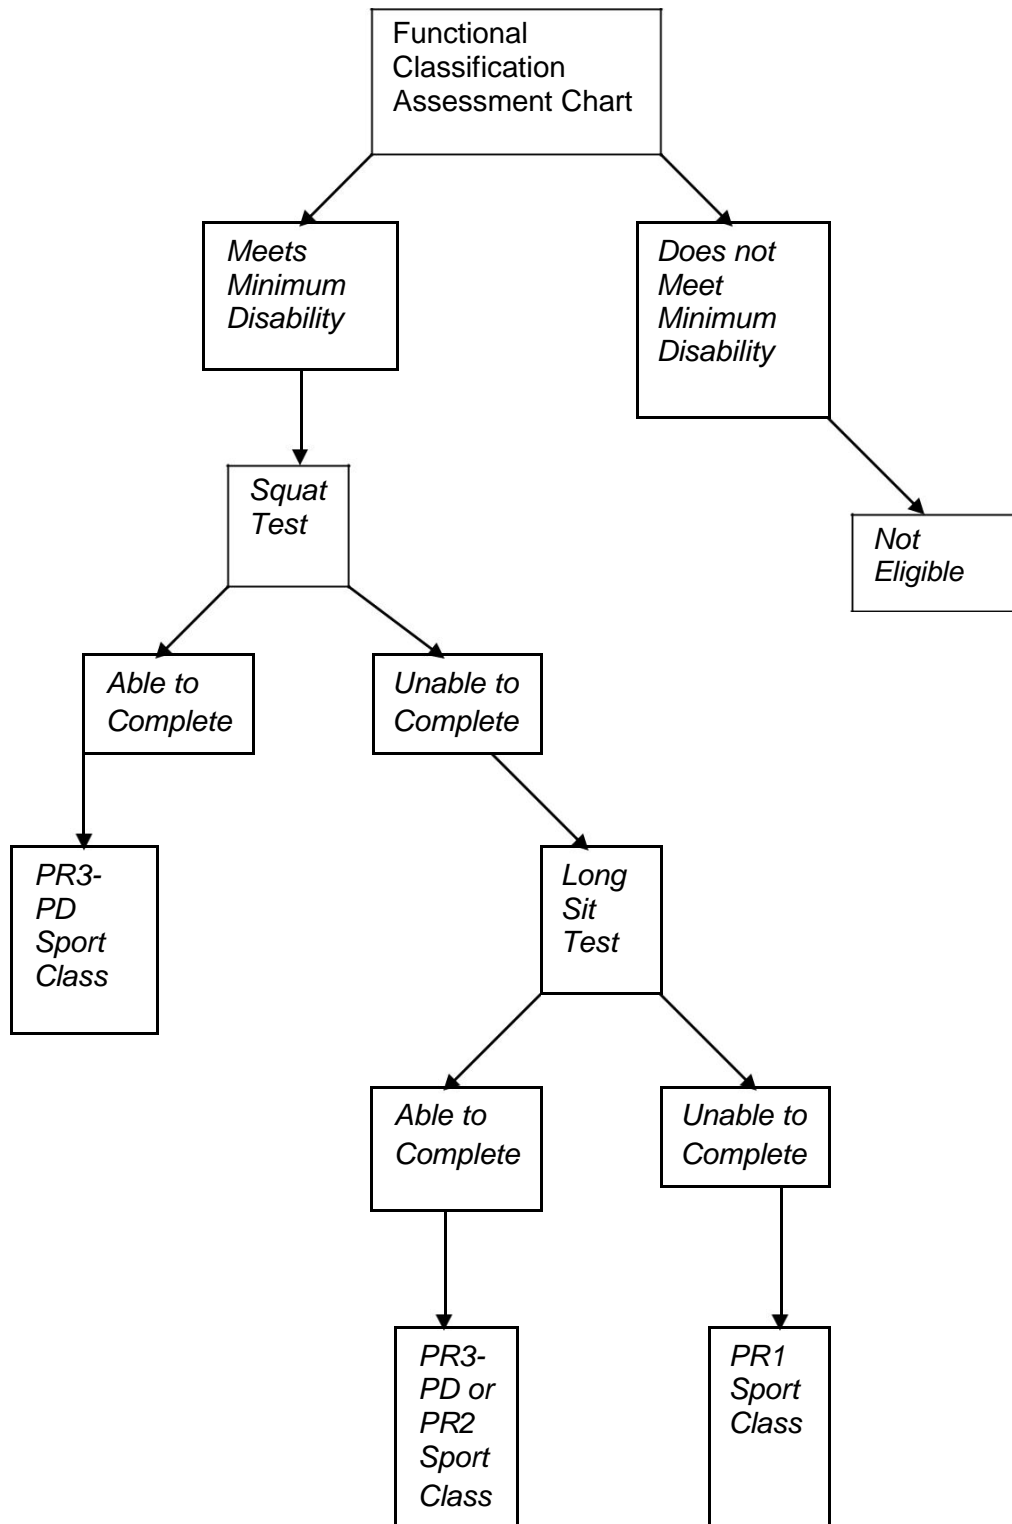 Functional
Classification
Assessment Chart
Meets
Minimum
Disability
Does not
Meet
Minimum
Disability
Squat
Test
Not
Eligible
Able to
Complete
Unable to
Complete
PR3-
PD
Sport
Class
Long
Sit
Test
Able to
Complete
Unable to
Complete
PR3-
PD or
PR2
Sport
Class
PR1
Sport
Class